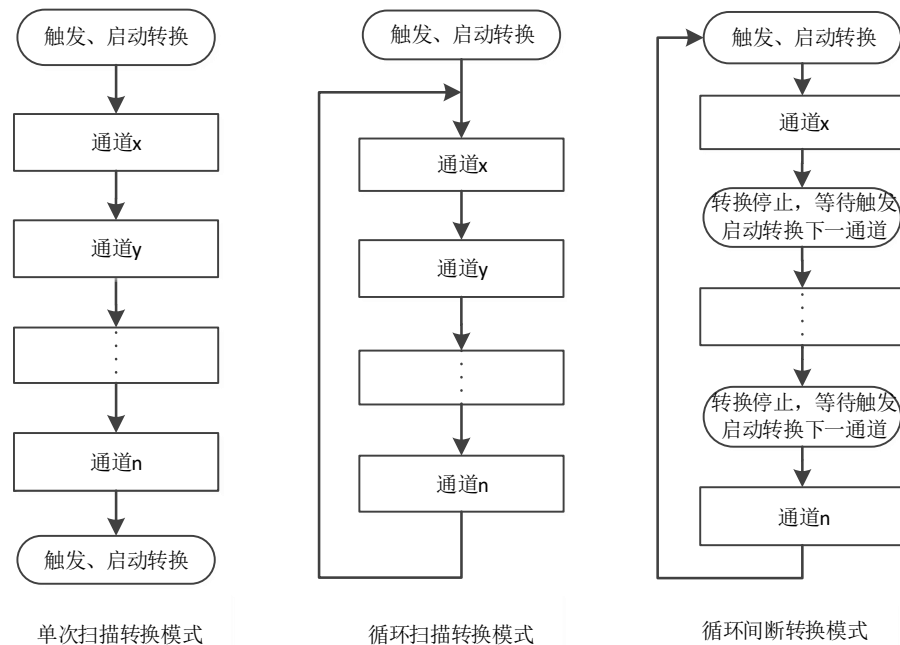 触发、启动转换
通道x
通道y
通道n
触发、启动转换
单次扫描转换模式
触发、启动转换
通道x
通道y
通道n
循环扫描转换模式
触发、启动转换
通道x
转换停止，等待触发
启动转换下一通道
转换停止，等待触发
启动转换下一通道
通道n
循环间断转换模式